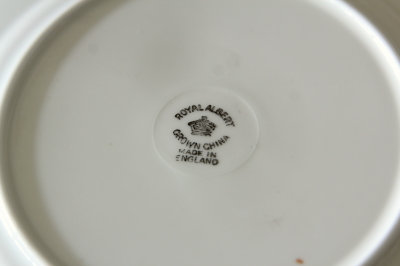 ROYAL ALBERT
CROWN CHINA
MADE IN
ENGLAND